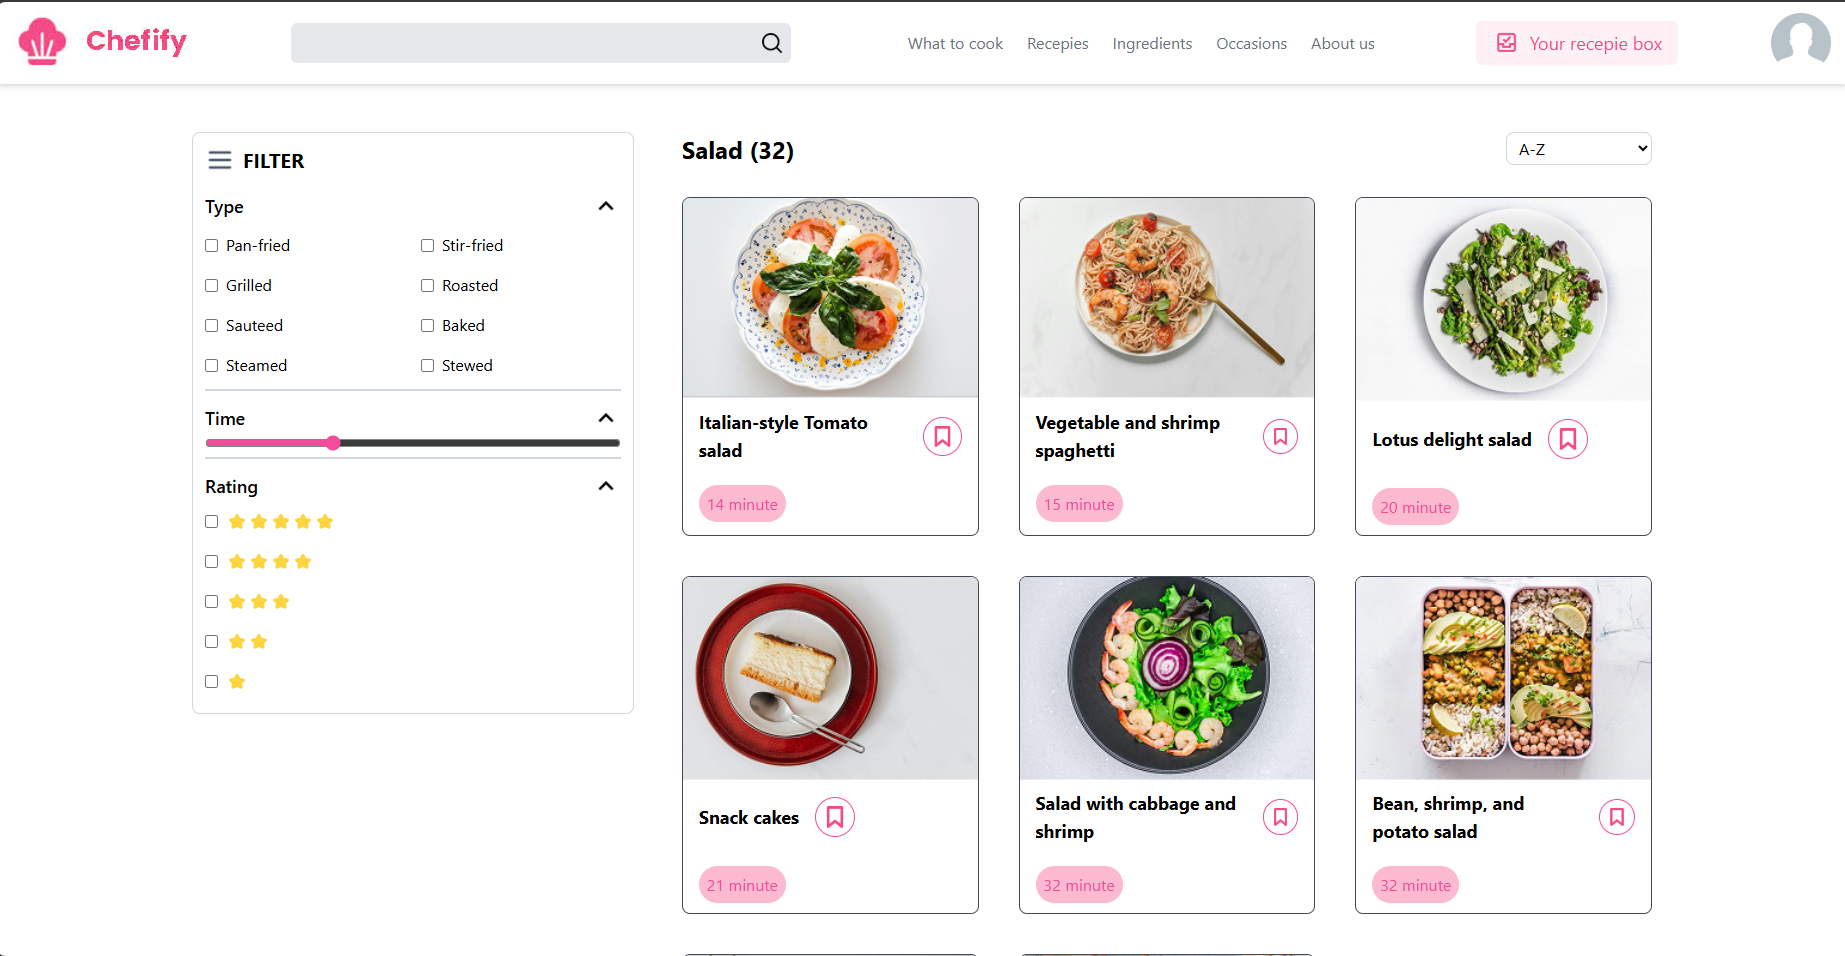 Chefify
What to cook
Recepies
Ingredients
Occasions
About us
Your recepie box
FILTER
Type
Pan-fried
Stir-fried
Grilled
Roasted
Sauteed
Baked
Steamed
Stewed
Time
Rating
Salad (32)
A-Z
Italian-style Tomato
salad
14 minute
Vegetable and shrimp
spaghetti
15 minute
Lotus delight salad
20 minute
Snack cakes
21 minute
Salad with cabbage and
shrimp
32 minute
Bean, shrimp, and
potato salad
32 minute